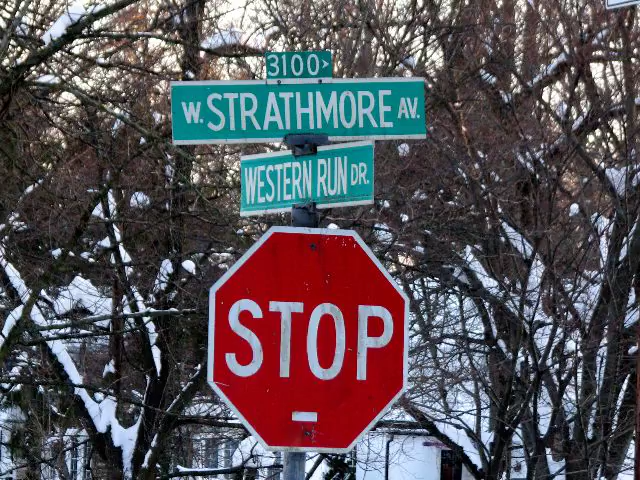 3100>
W. STRATHMORE AV.
WESTERN RUN DR.
STOP